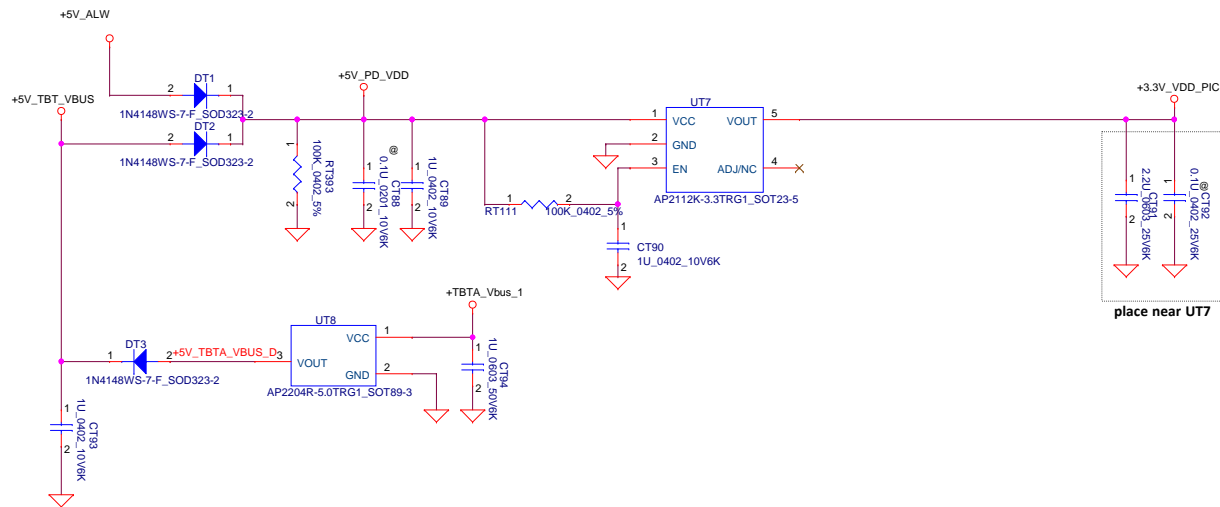 +5V_ALW
+5V_TBT_VBUS
DT1
2
1
1N4148WS-7-F_SOD323-2
DT2
2
1
1N4148WS-7-F_SOD323-2
+5V_PD_VDD
1
2
RT393
100K_0402_5%
1
2
@
CT88
0.1U_0201_10V6K
1
2
CT89
1U_0402_10V6K
RT111
1
2
100K_0402_5%
1
2
CT90
1U_0402_10V6K
UT7
1
VCC
2
GND
3
EN
VOUT
5
ADJ/NC
4
AP2112K-3.3TRG1_SOT23-5
+3.3V_VDD_PIC
1
2
CT91
2.2U_0603_25V6K
1
2
@
CT92
0.1U_0402_25V6K
place near UT7
+TBTA_Vbus_1
UT8
VCC
1
GND
2
VOUT
3
AP2204R-5.0TRG1_SOT89-3
1
2
CT94
1U_0603_50V6K
DT3
1
2
+5V_TBTA_VBUS_D
1N4148WS-7-F_SOD323-2
1
2
CT93
1U_0402_10V6K